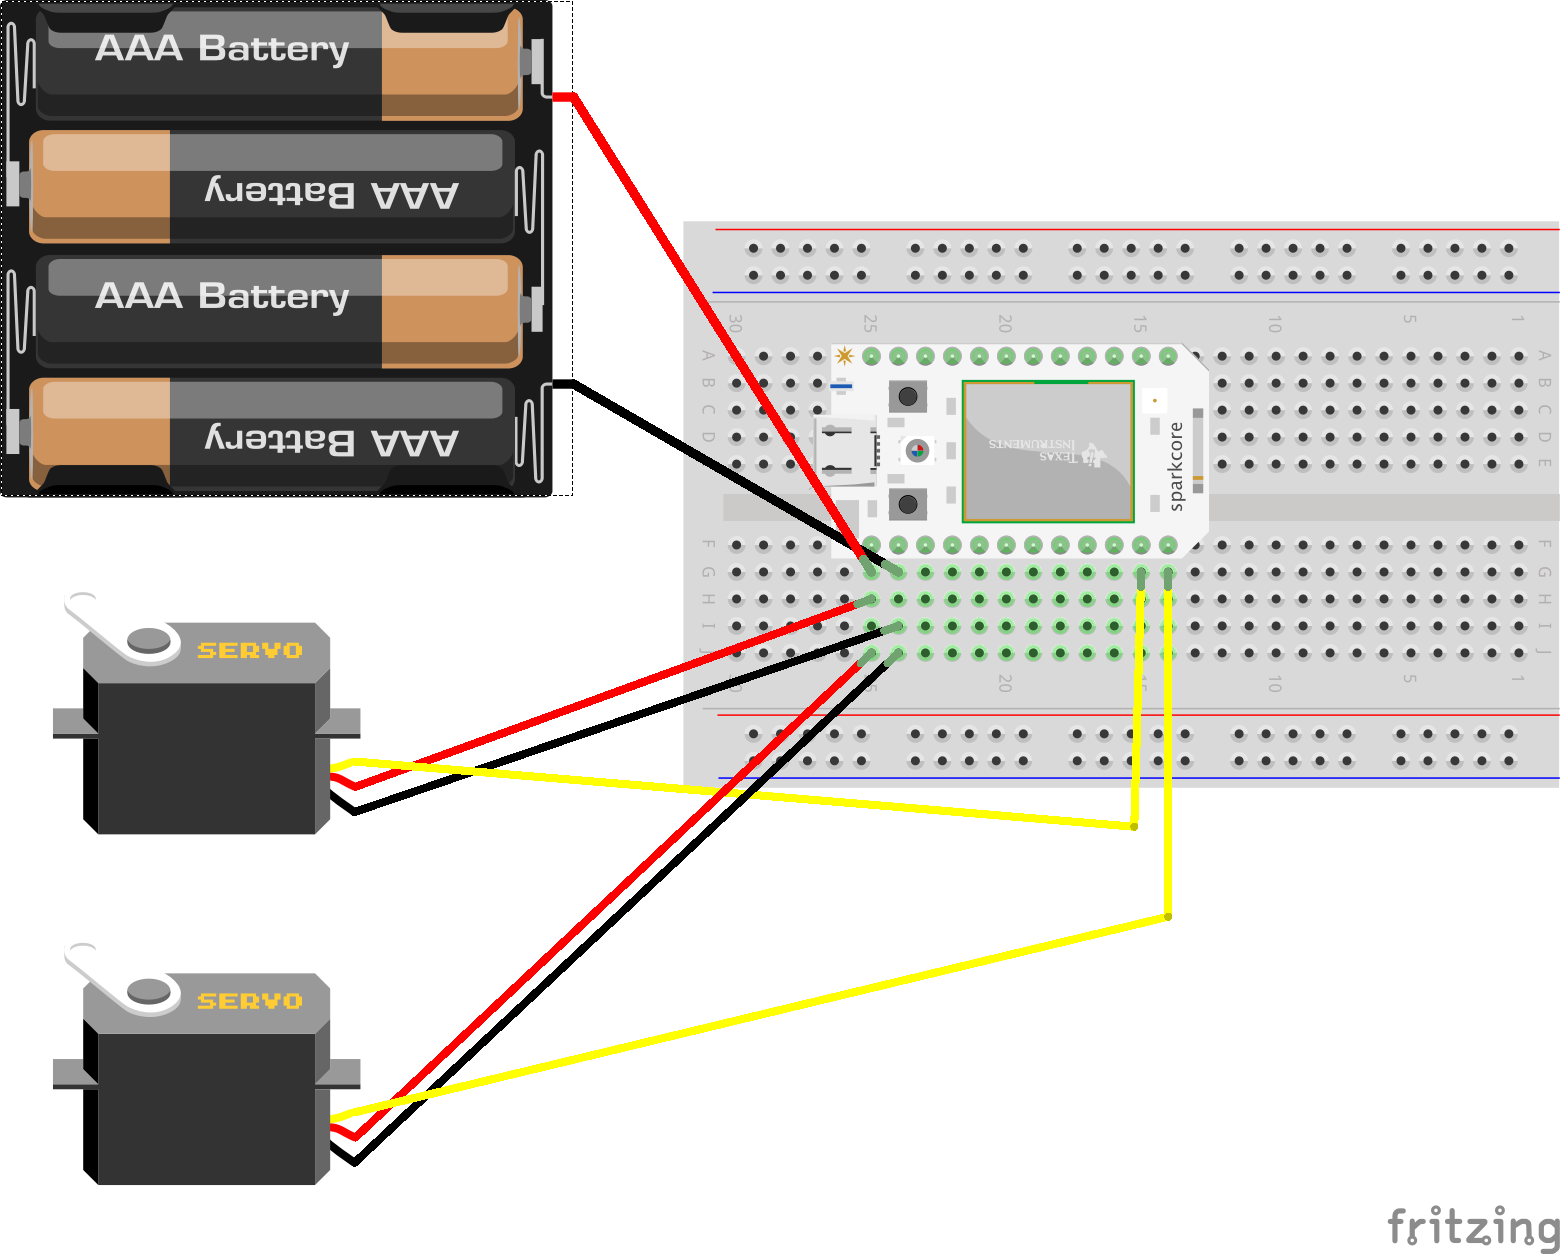 AAA Battery
AAA Battery
AAA Battery
AAA Battery
30 25 20 15 10 5 1
A A
B B
C C
D D
E E
TEXAS
INSTRUMENTS
sparkcore
F F
G G
H H
I I
J J
20 10 5 1
SERVO
SERVO
fritzing